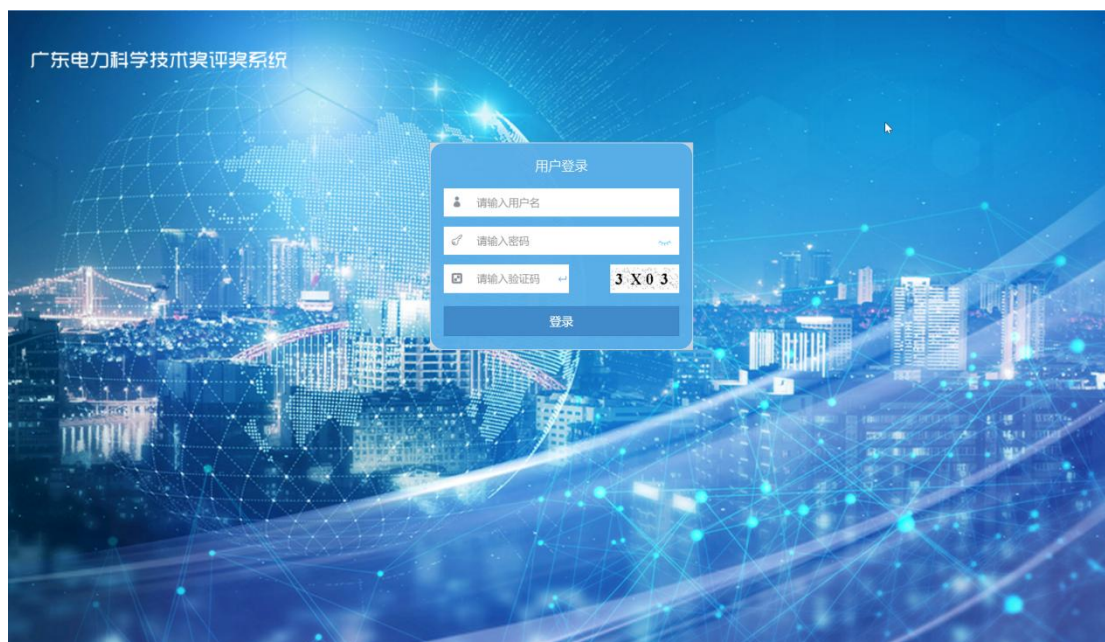 广东电力科学技术奖评奖系统
用户登录
请输入用户名
请输入密码
请输入验证码
3 X 0 3
登录